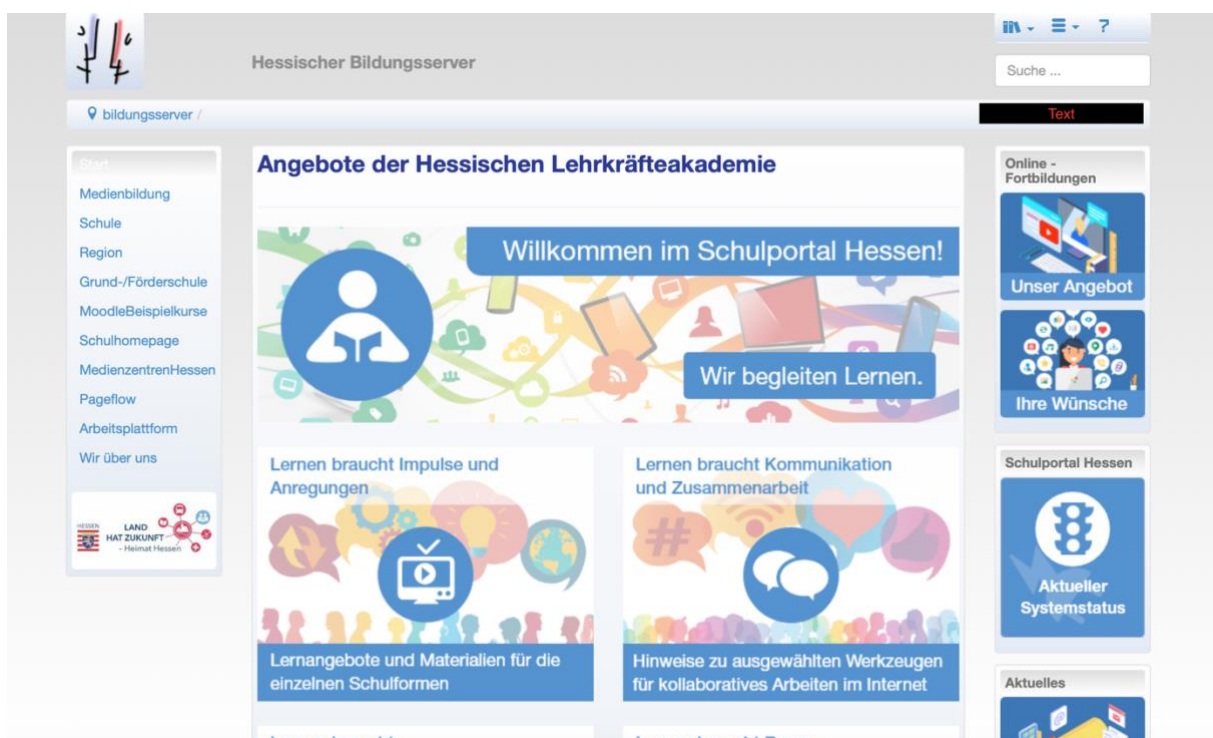 ?
Hessischer Bildungsserver
Suche ...
bildungsserver /
Text
Start
Medienbildung
Schule
Region
Grund-/Förderschule
MoodleBeispielkurse
Schulhomepage
MedienzentrenHessen
Pageflow
Arbeitsplattform
Wir über uns
HESSEN
LAND
HAT ZUKUNFT
- Heimat Hessen
Angebote der Hessischen Lehrkräfteakademie
Willkommen im Schulportal Hessen!
Wir begleiten Lernen.
Lernen braucht Impulse und
Anregungen
Lernangebote und Materialien für die
einzelnen Schulformen
Lernen braucht Kommunikation
und Zusammenarbeit
#
Hinweise zu ausgewählten Werkzeugen
für kollaboratives Arbeiten im Internet
Online -
Fortbildungen
Unser Angebot
Ihre Wünsche
Schulportal Hessen
Aktueller
Systemstatus
Aktuelles